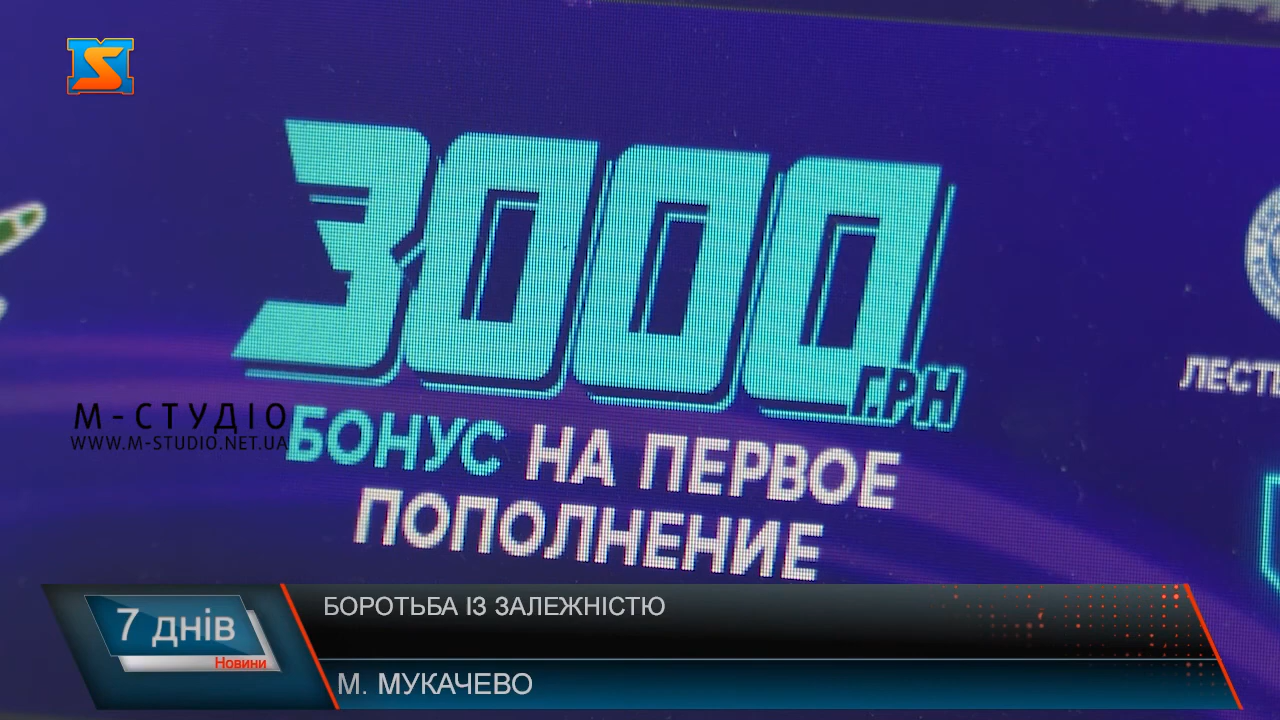 3000
ГРН
БОНУС НА ПЕРВОЕ
ПОПОЛНЕНИЕ
М-СТУДІО
WWW.M-STUDIO.NET.UA
7 днів
Новини
БОРОТЬБА ІЗ ЗАЛЕЖНІСТЮ
М. МУКАЧЕВО